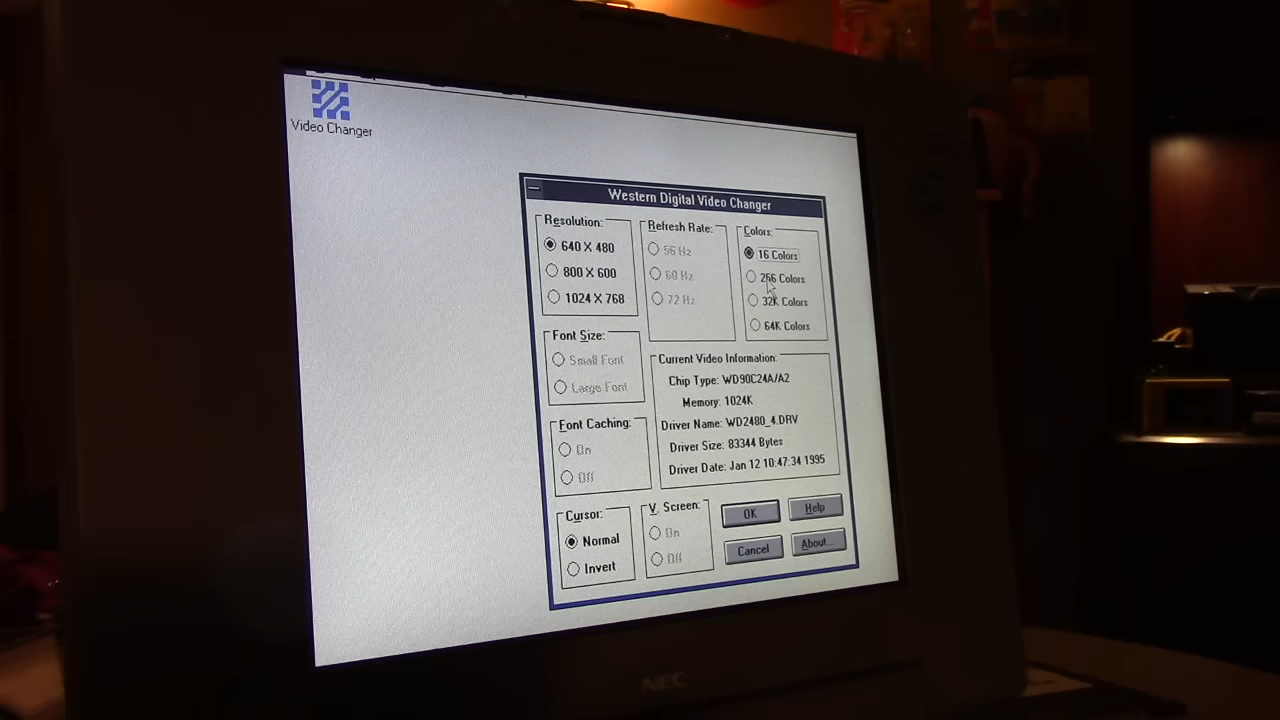 Video Changer
Western Digital Video Changer
Resolution:
640 X 480
800 X 600
1024 X 768
Refresh Rate:
56 Hz
60 Hz
72 Hz
Colors:
16 Colors
256 Colors
32K Colors
64K Colors
Font Size:
Small Font
Large Font
Font Caching:
On
Off
Current Video Information:
Chip Type: WD90C24A/A2
Memory: 1024K
Driver Name: WD2480_4.DRV
Driver Size: 83344 Bytes
Driver Date: Jan 12 10:47:34 1995
Cursor:
Normal
Invert
V. Screen:
On
Off
OK
Help
Cancel
About...
NEC